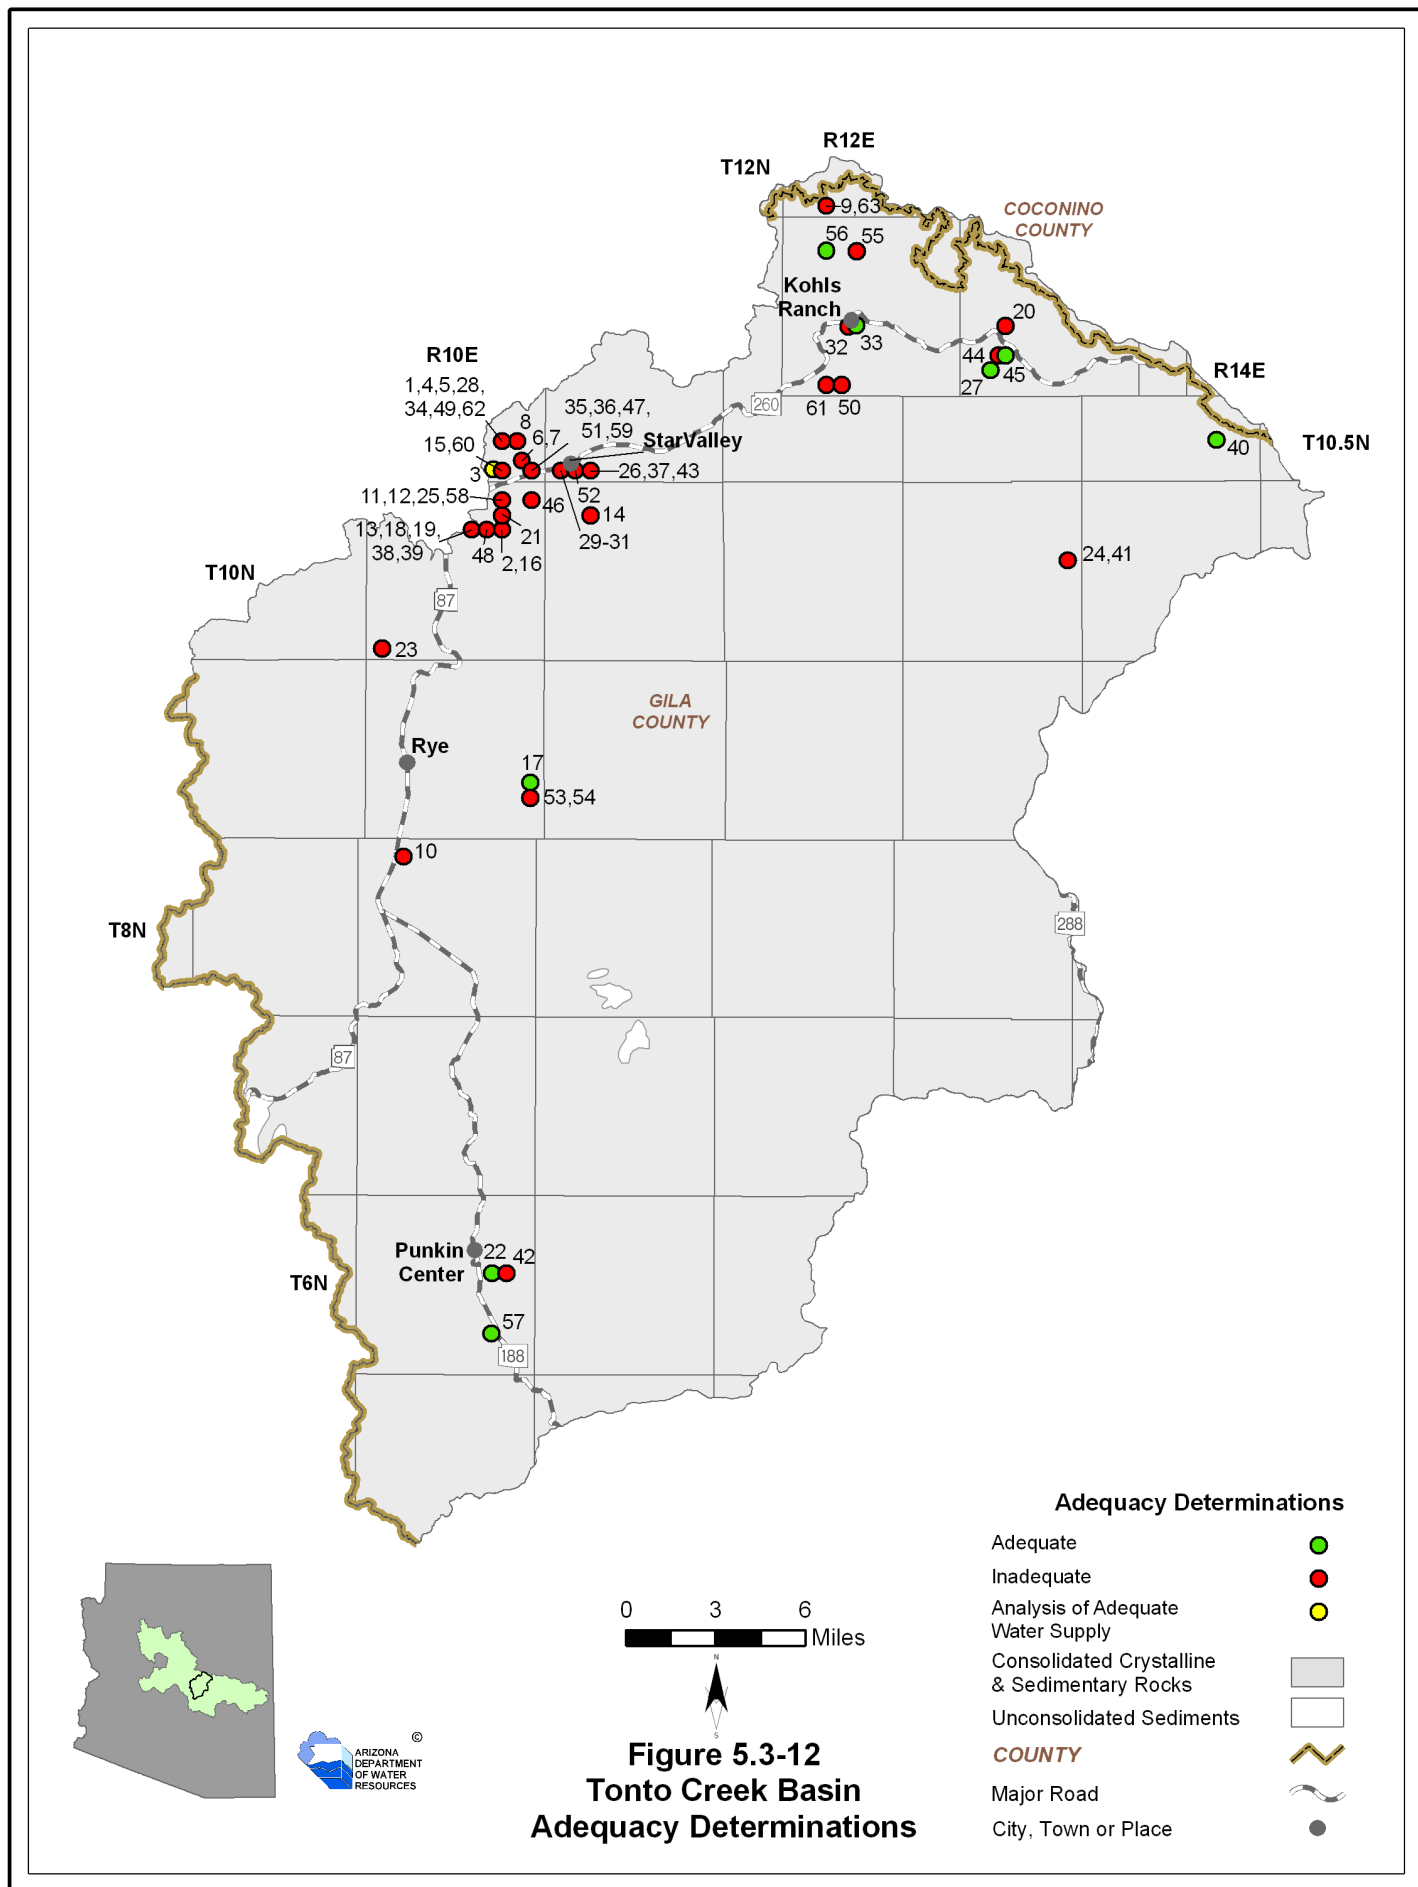 R12E
T12N
9,63
COCONINO
COUNTY
56
55
Kohls
Ranch
20
32
33
44
45
27
R10E
R14E
1,4,5,28,
34,49,62
8
35,36,47,
51,59
260
61
50
6,7
StarValley
15,60
40
T10.5N
3
26,37,43
11,12,25,58
46
52
14
13,18,19,
38,39
21
29-31
48
2,16
24,41
T10N
87
23
GILA
COUNTY
Rye
17
53,54
10
T8N
288
87
Punkin
Center
22
42
T6N
57
188
Adequacy Determinations
Adequate
Inadequate
Analysis of Adequate
Water Supply
Consolidated Crystalline
& Sedimentary Rocks
Unconsolidated Sediments
COUNTY
Major Road
City, Town or Place
0 3 6
Miles
N
S
©
ARIZONA
DEPARTMENT
OF WATER
RESOURCES
Figure 5.3-12
Tonto Creek Basin
Adequacy Determinations